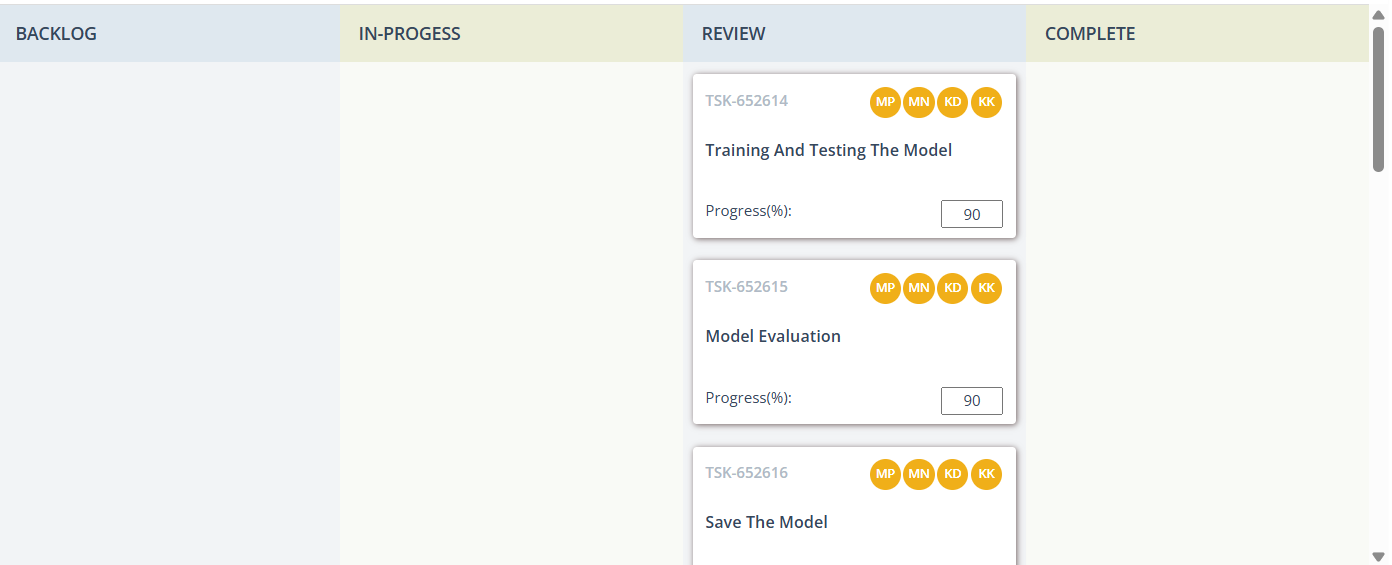 BACKLOG IN-PROGESS REVIEW COMPLETE
TSK-652614 MP MN KD KK
Training And Testing The Model
Progress(%): 90
TSK-652615 MP MN KD KK
Model Evaluation
Progress(%): 90
TSK-652616 MP MN KD KK
Save The Model